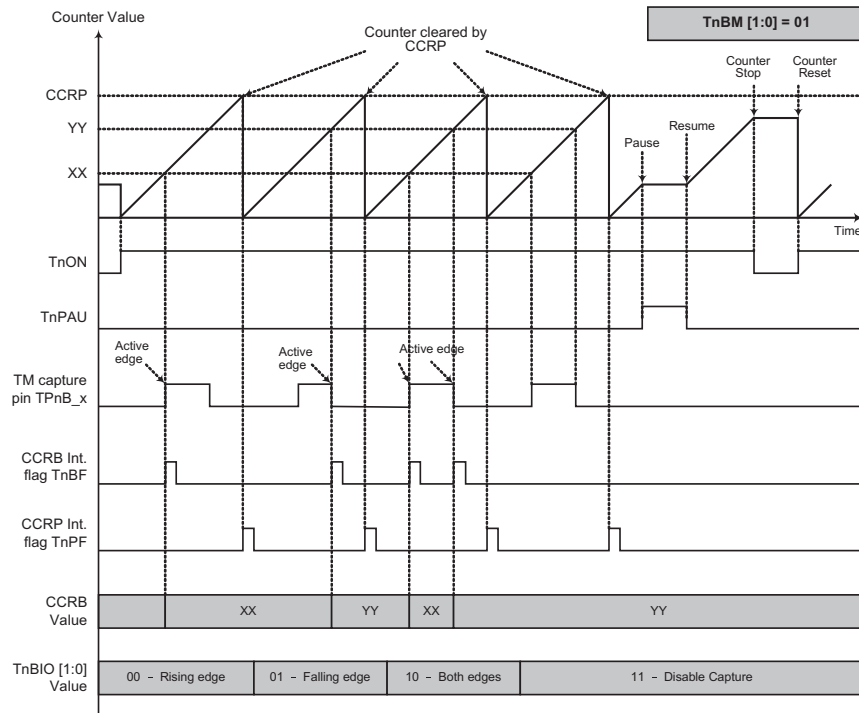 Counter Value
TnBM [1:0] = 01
Counter cleared by
CCRP
Counter
Stop
Counter
Reset
CCRP
YY
XX
Pause
Resume
Time
TnON
TnPAU
Active
edge
Active
edge
Active edge
TM capture
pin TPnB_x
CCRB Int.
flag TnBF
CCRP Int.
flag TnPF
CCRB
Value
XX
YY
XX
YY
TnBIO [1:0]
Value
00 – Rising edge
01 – Falling edge
10 – Both edges
11 – Disable Capture